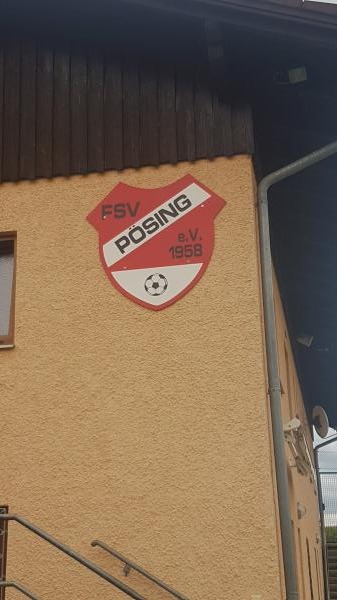 FSV
PÖSING
e.V.
1958